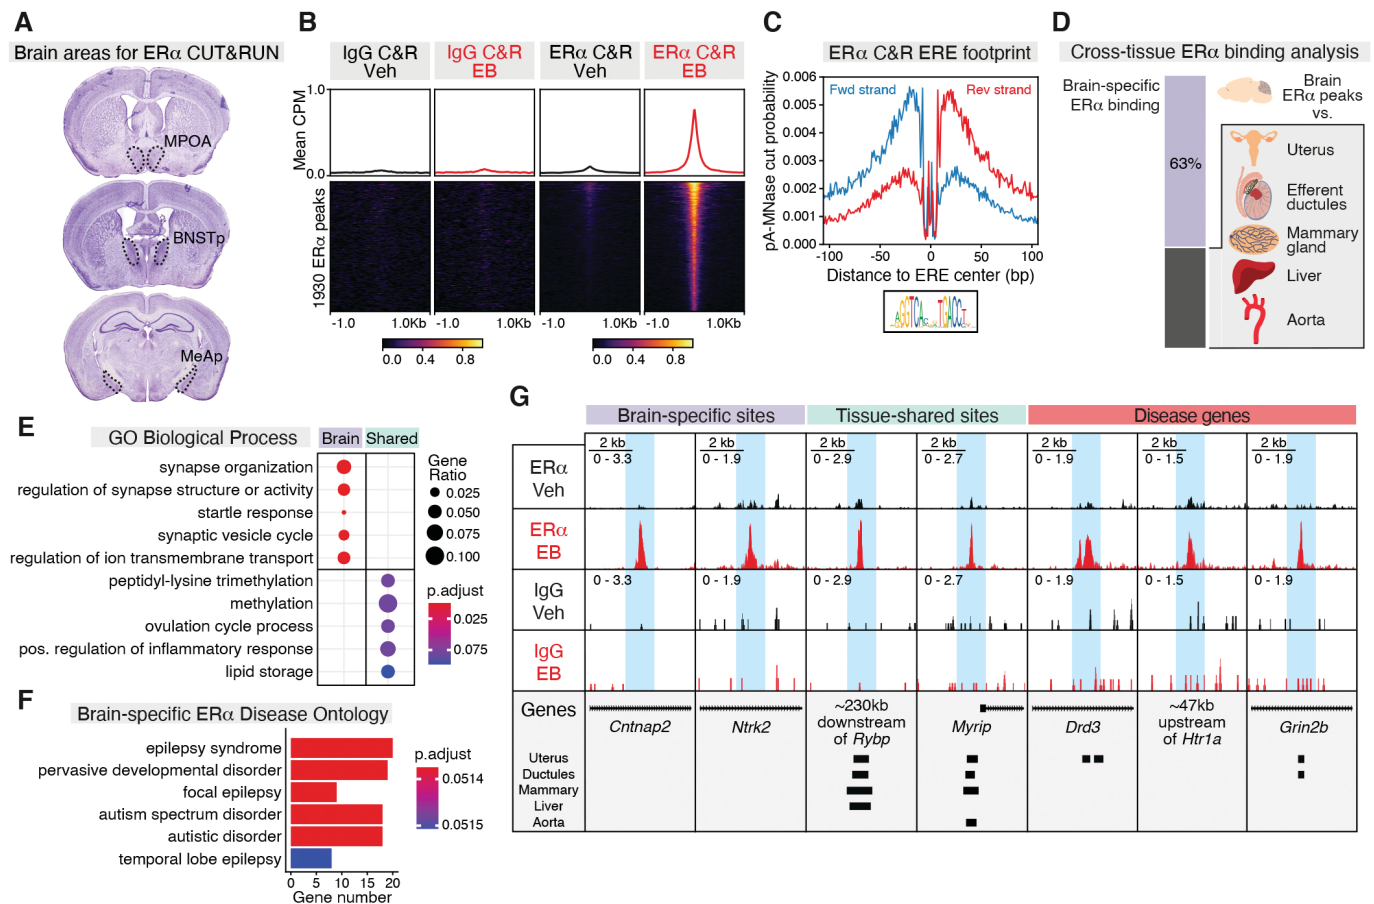 A
Brain areas for ERα CUT&RUN
MPOA
BNSTp
MeAp
B
IgG C&R
Veh
IgG C&R
EB
ERα C&R
Veh
ERα C&R
EB
Mean CPM
1.0
0.0
1930 ERα peaks
-1.0 1.0Kb
-1.0 1.0Kb
-1.0 1.0Kb
-1.0 1.0Kb
0.0 0.4 0.8
0.0 0.4 0.8
C
ERα C&R ERE footprint
pA-MNase cut probability
0.006
0.005
0.004
0.003
0.002
0.001
0.000
Fwd strand
Rev strand
-100 -50 0 50 100
Distance to ERE center (bp)
D
Cross-tissue ERα binding analysis
Brain-specific
ERα binding
63%
Brain
ERα peaks
vs.
Uterus
Efferent
ductules
Mammary
gland
Liver
Aorta
E
GO Biological Process
Brain Shared
synapse organization
regulation of synapse structure or activity
startle response
synaptic vesicle cycle
regulation of ion transmembrane transport
peptidyl-lysine trimethylation
methylation
ovulation cycle process
pos. regulation of inflammatory response
lipid storage
Gene
Ratio
0.025
0.050
0.075
0.100
p.adjust
0.025
0.075
F
Brain-specific ERα Disease Ontology
epilepsy syndrome
pervasive developmental disorder
focal epilepsy
autism spectrum disorder
autistic disorder
temporal lobe epilepsy
0 5 10 15 20
Gene number
p.adjust
0.0514
0.0515
G
Brain-specific sites
Tissue-shared sites
Disease genes
2 kb 2 kb 2 kb 2 kb 2 kb 2 kb 2 kb
0 - 3.3 0 - 1.9 0 - 2.9 0 - 2.7 0 - 1.9 0 - 1.5 0 - 1.9
ERα
Veh
ERα
EB
0 - 3.3 0 - 1.9 0 - 2.9 0 - 2.7 0 - 1.9 0 - 1.5 0 - 1.9
IgG
Veh
IgG
EB
Genes
Cntnap2
Ntrk2
~230kb
downstream
of Rybp
Myrip
Drd3
~47kb
upstream
of Htr1a
Grin2b
Uterus
Ductules
Mammary
Liver
Aorta